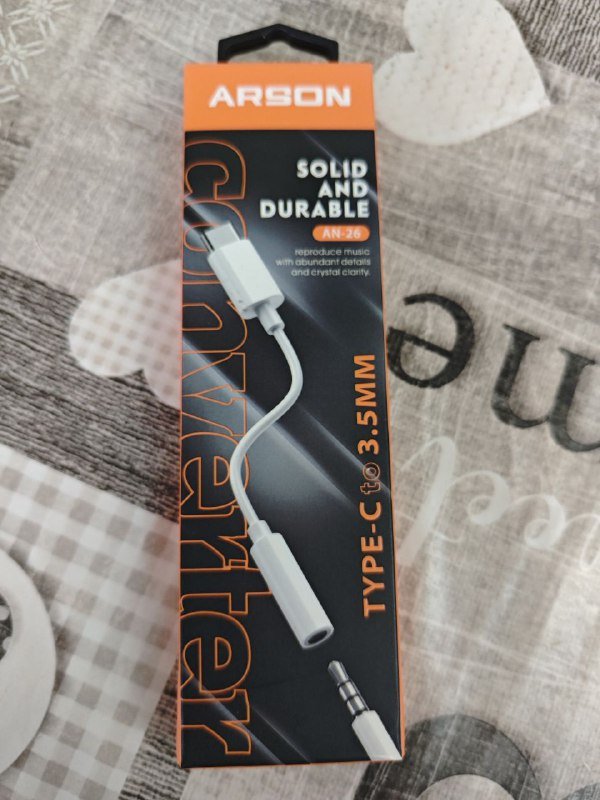 ARSON
SOLID
AND
DURABLE
AN-26
reproduce music
with abundant details
and crystal clarity.
converter
TYPE-C to 3.5MM
me